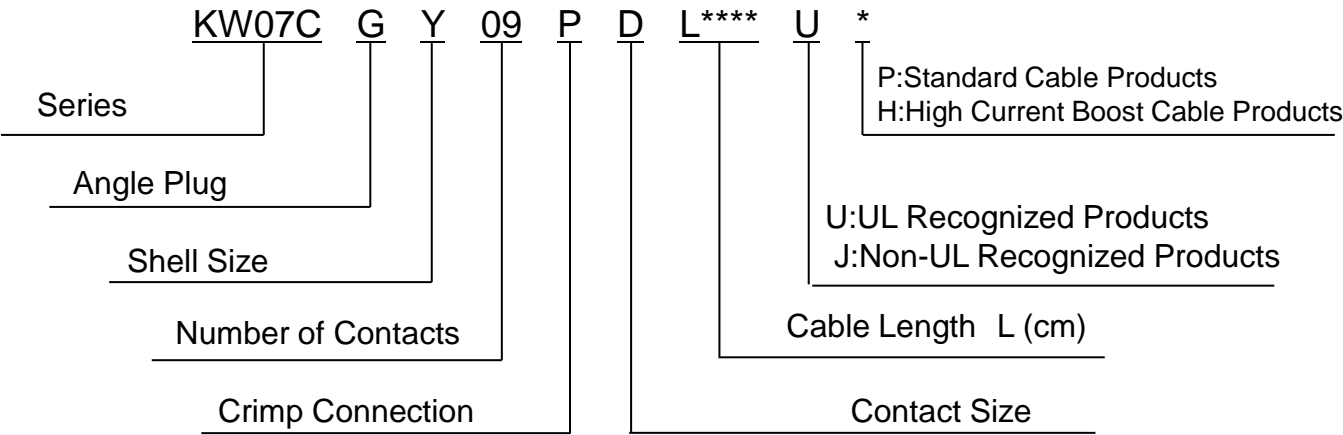 KW07C G Y 09 P D L**** U *
P:Standard Cable Products
H:High Current Boost Cable Products
Series
Angle Plug
U:UL Recognized Products
J:Non-UL Recognized Products
Shell Size
Number of Contacts
Cable Length L (cm)
Crimp Connection
Contact Size